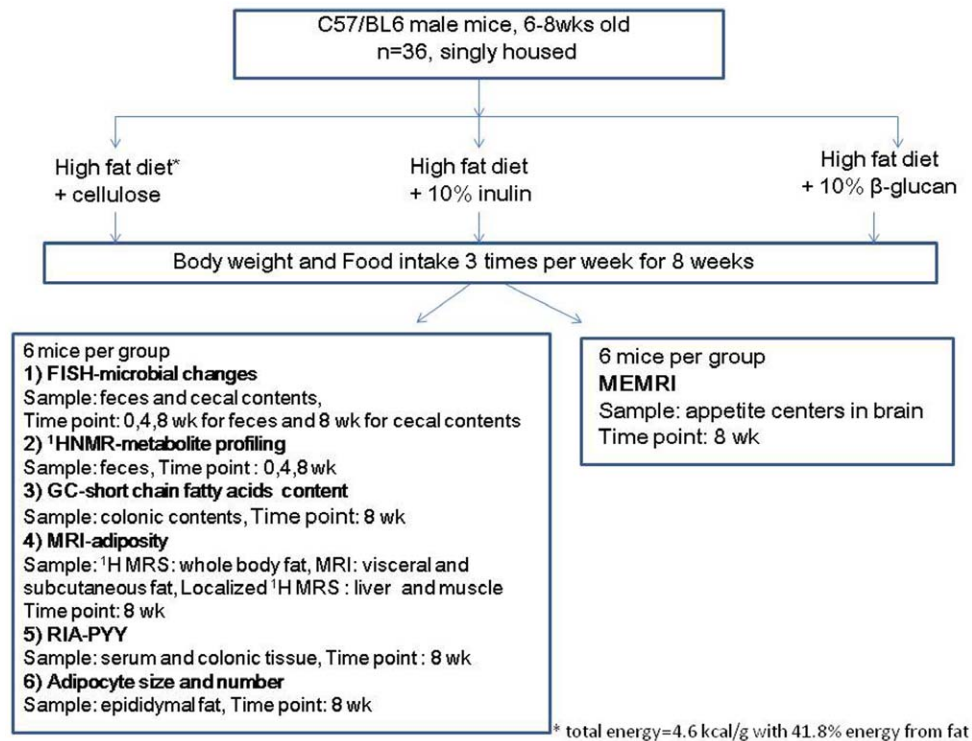 C57/BL6 male mice, 6-8wks old
n=36, singly housed
High fat diet*
+ cellulose
High fat diet
+ 10% inulin
High fat diet
+ 10% β-glucan
Body weight and Food intake 3 times per week for 8 weeks
6 mice per group
1) FISH-microbial changes
Sample: feces and cecal contents,
Time point: 0,4,8 wk for feces and 8 wk for cecal contents
2) ¹HNMR-metabolite profiling
Sample: feces, Time point : 0,4,8 wk
3) GC-short chain fatty acids content
Sample: colonic contents, Time point: 8 wk
4) MRI-adiposity
Sample: ¹H MRS: whole body fat, MRI: visceral and
subcutaneous fat, Localized ¹H MRS : liver and muscle
Time point: 8 wk
5) RIA-PYY
Sample: serum and colonic tissue, Time point : 8 wk
6) Adipocyte size and number
Sample: epididymal fat, Time point: 8 wk
6 mice per group
MEMRI
Sample: appetite centers in brain
Time point: 8 wk
* total energy=4.6 kcal/g with 41.8% energy from fat